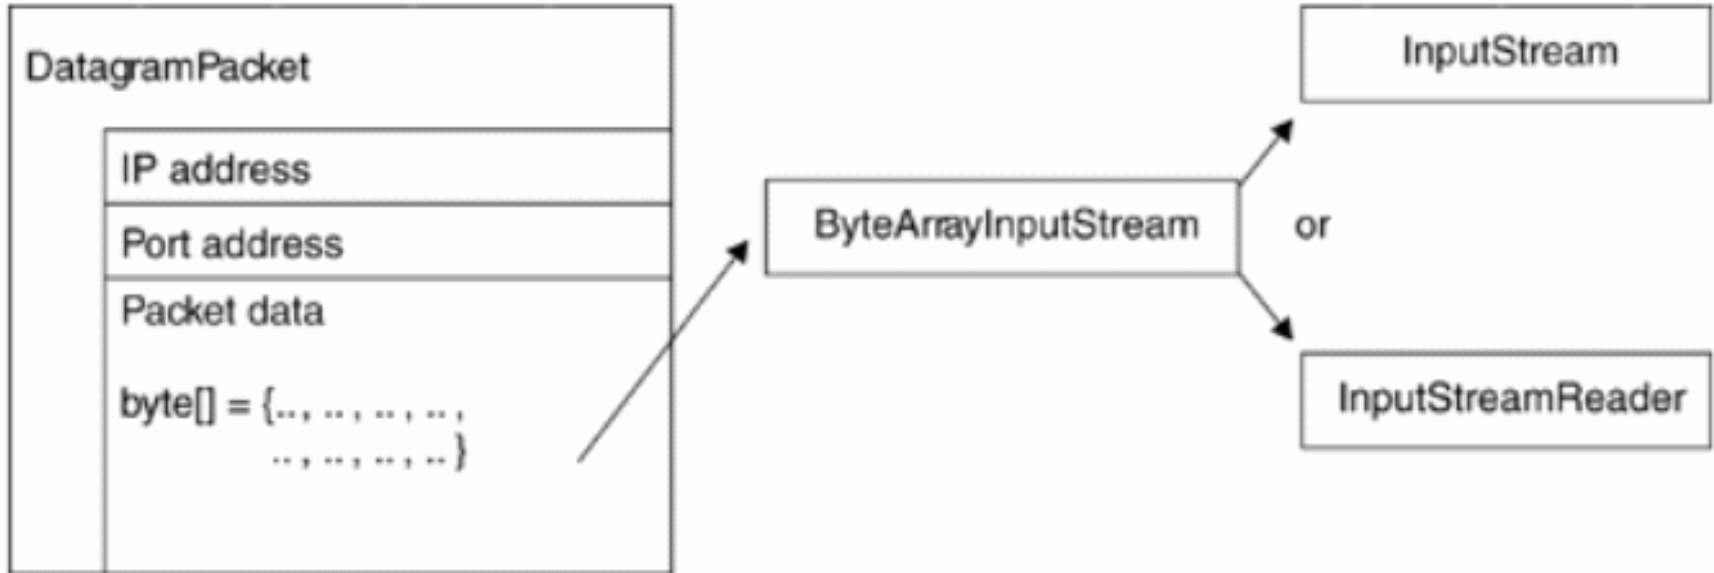 DatagramPacket
IP address
Port address
Packet data
byte[] = {.., .., .., ..,
.., .., .., ..}
ByteArrayInputStream
InputStream
or
InputStreamReader